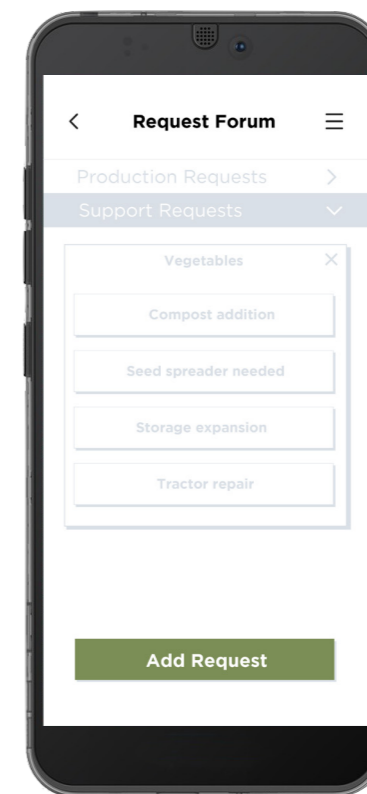 Request Forum
Production Requests
Support Requests
Vegetables
Compost addition
Seed spreader needed
Storage expansion
Tractor repair
Add Request